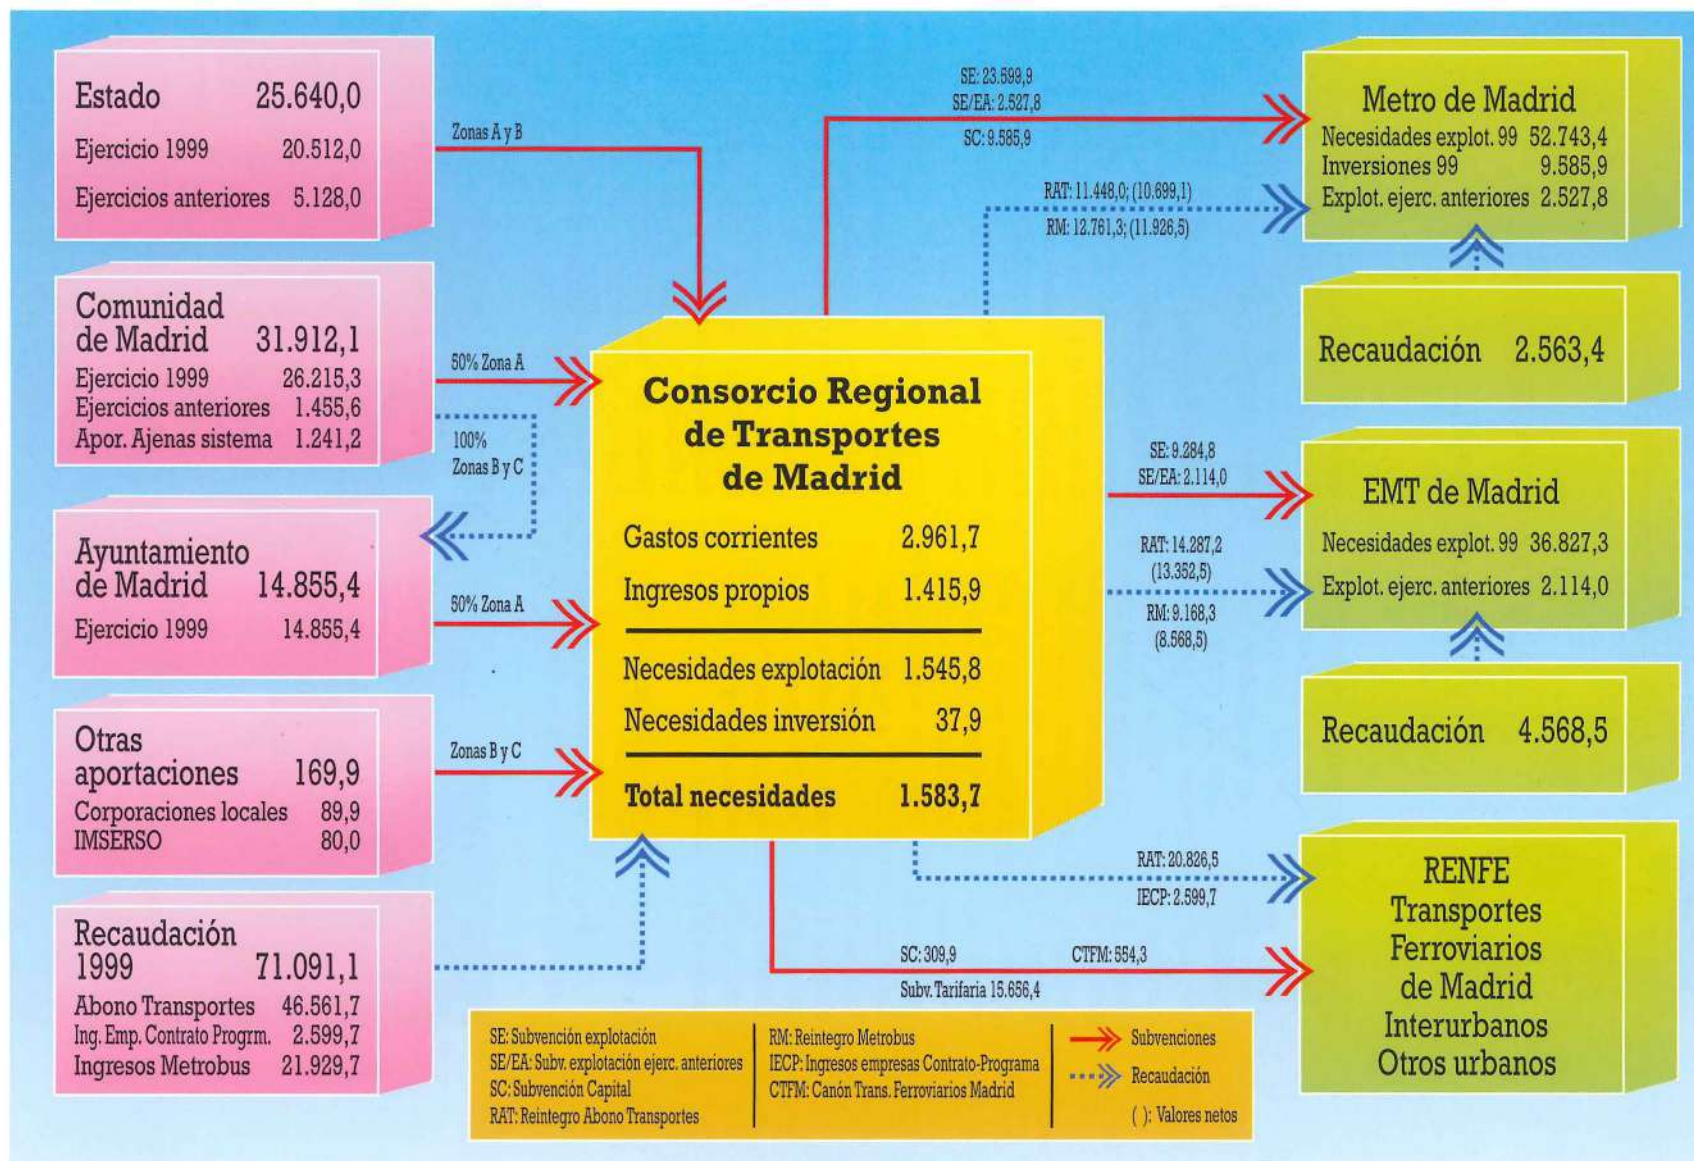 Estado 25.640,0
Ejercicio 1999 20.512,0
Ejercicios anteriores 5.128,0
Comunidad
de Madrid 31.912,1
Ejercicio 1999 26.215,3
Ejercicios anteriores 1.455,6
Apor. Ajenas sistema 1.241,2
Ayuntamiento
de Madrid 14.855,4
Ejercicio 1999 14.855,4
Otras
aportaciones 169,9
Corporaciones locales 89,9
IMSERSO 80,0
Recaudación
1999 71.091,1
Abono Transportes 46.561,7
Ing. Emp. Contrato Progrm. 2.599,7
Ingresos Metrobus 21.929,7
Zonas A y B
50% Zona A
100%
Zonas B y C
50% Zona A
Zonas B y C
Consorcio Regional
de Transportes
de Madrid
Gastos corrientes 2.961,7
Ingresos propios 1.415,9
Necesidades explotación 1.545,8
Necesidades inversión 37,9
Total necesidades 1.583,7
SE: 23.599,9
SE/EA: 2.527,8
SC: 9.585,9
RAT: 11.448,0; (10.699,1)
RM: 12.761,3; (11.926,5)
SE: 9.284,8
SE/EA: 2.114,0
RAT: 14.287,2
(13.352,5)
RM: 9.168,3
(8.568,5)
RAT: 20.826,5
IECP: 2.599,7
SC: 309,9 CTFM: 554,3
Subv. Tarifaria 15.656,4
Metro de Madrid
Necesidades explot. 99 52.743,4
Inversiones 99 9.585,9
Explot. ejerc. anteriores 2.527,8
Recaudación 2.563,4
EMT de Madrid
Necesidades explot. 99 36.827,3
Explot. ejerc. anteriores 2.114,0
Recaudación 4.568,5
RENFE
Transportes
Ferroviarios
de Madrid
Interurbanos
Otros urbanos
SE: Subvención explotación
SE/EA: Subv. explotación ejerc. anteriores
SC: Subvención Capital
RAT: Reintegro Abono Transportes
RM: Reintegro Metrobus
IECP: Ingresos empresas Contrato-Programa
CTFM: Canón Trans. Ferroviarios Madrid
Subvenciones
Recaudación
( ): Valores netos